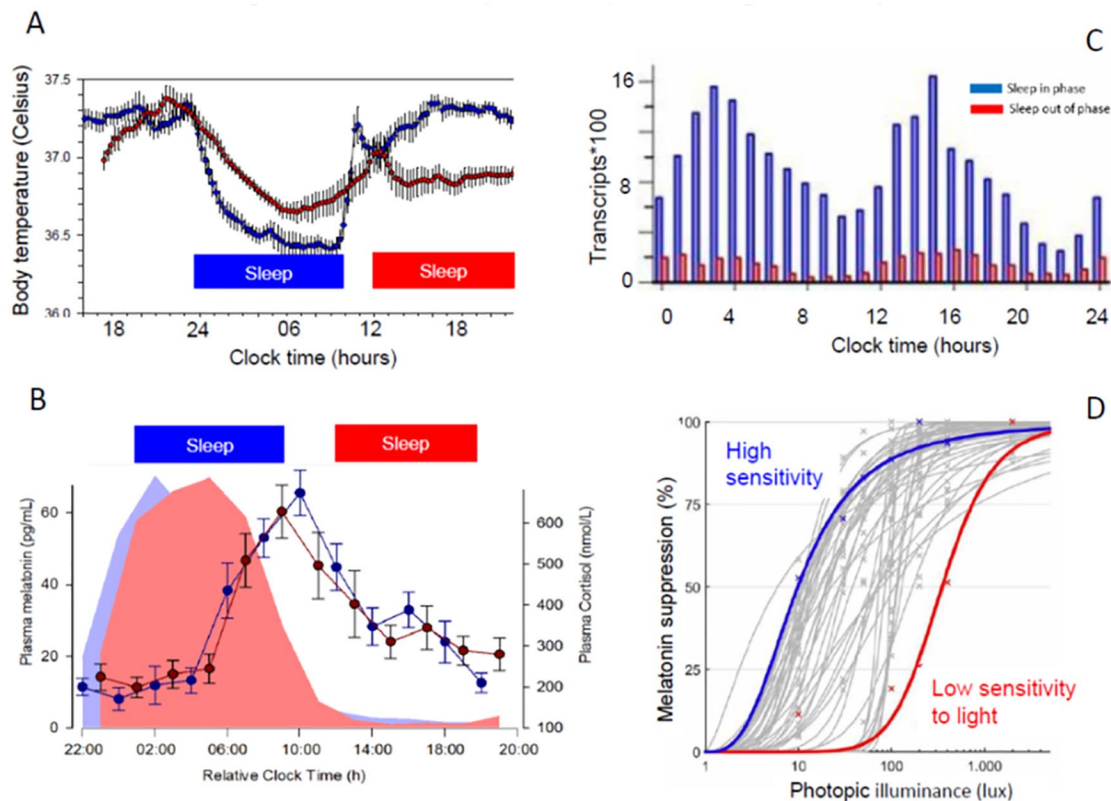 A
Body temperature (Celsius)
37.5
37.0
36.5
36.0
Sleep
Sleep
18
24
06
12
18
Clock time (hours)
B
Sleep
Sleep
Plasma melatonin (pg/mL)
60
40
20
0
Plasma Cortisol (nmol/L)
600
500
400
300
200
100
22:00
02:00
06:00
10:00
14:00
18:00
20:00
Relative Clock Time (h)
C
Transcripts*100
16
8
0
Sleep in phase
Sleep out of phase
0
4
8
12
16
20
24
Clock time (hours)
D
Melatonin suppression (%)
100
75
50
25
0
High
sensitivity
Low sensitivity
to light
1
10
100
1.000
Photopic illuminance (lux)